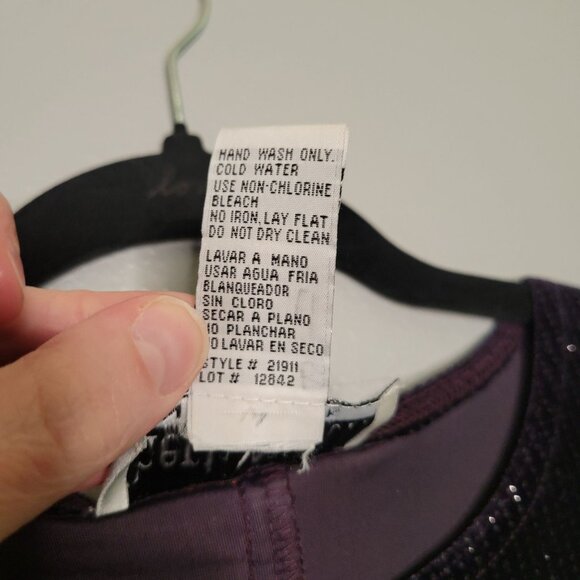 HAND WASH ONLY.
COLD WATER
USE NON-CHLORINE
BLEACH
NO IRON, LAY FLAT
DO NOT DRY CLEAN
LAVAR A MANO
USAR AGUA FRIA
BLANQUEADOR
SIN CLORO
SECAR A PLANO
NO PLANCHAR
NO LAVAR EN SECO
STYLE # 21911
LOT # 12842